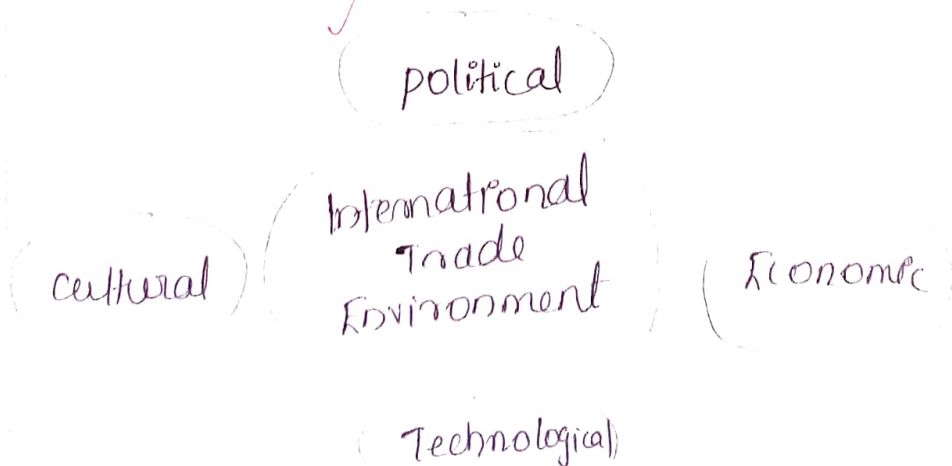 political
International
Trade
Environment
cultural
Economic
Technological